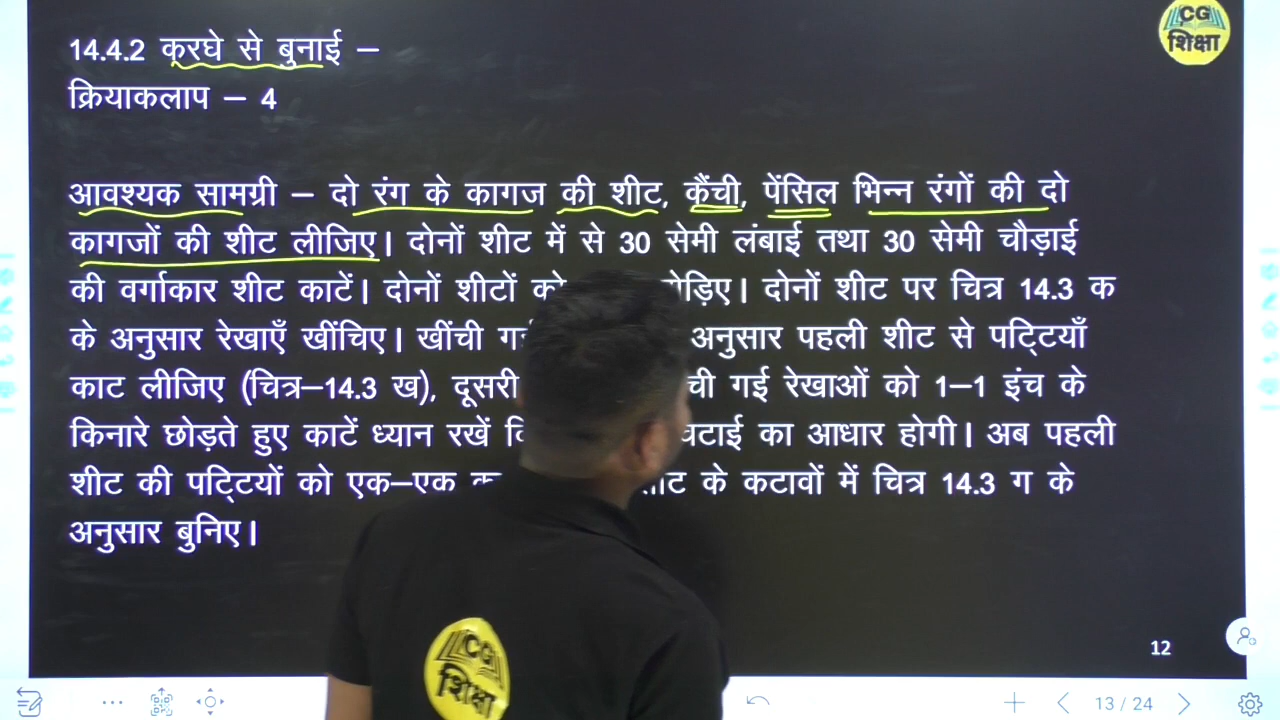 CG
शिक्षा
14.4.2 करघे से बुनाई –
क्रियाकलाप – 4
आवश्यक सामग्री – दो रंग के कागज की शीट, कैंची, पेंसिल भिन्न रंगों की दो
कागजों की शीट लीजिए। दोनों शीट में से 30 सेमी लंबाई तथा 30 सेमी चौड़ाई
की वर्गाकार शीट काटें। दोनों शीटों को दोनों शीट पर चित्र 14.3 क
के अनुसार रेखाएँ खींचिए। खींची अनुसार पहली शीट से पट्टियाँ
काट लीजिए (चित्र–14.3 ख), दूसरी गई रेखाओं को 1–1 इंच के
किनारे छोड़ते हुए काटें ध्यान रखें का आधार होगी। अब पहली
शीट की पट्टियों को एक–एक के कटावों में चित्र 14.3 ग के
अनुसार बुनिए।
CG
शिक्षा
12
13 / 24